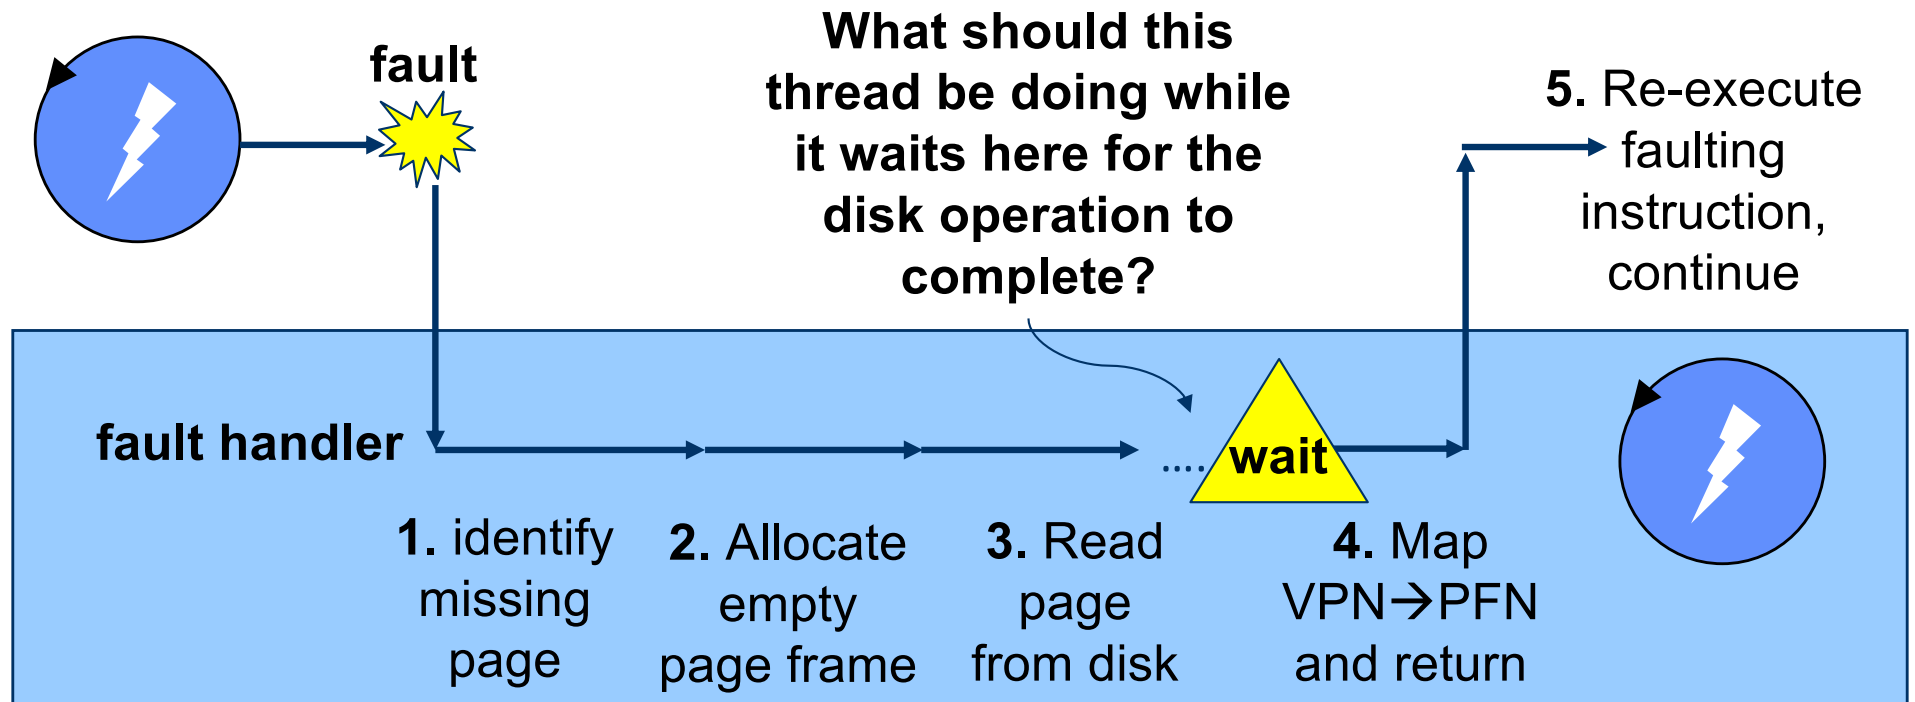 fault
What should this
thread be doing while
it waits here for the
disk operation to
complete?
5. Re-execute
faulting
instruction,
continue
fault handler
....
wait
1. identify
missing
page
2. Allocate
empty
page frame
3. Read
page
from disk
4. Map
VPN→PFN
and return